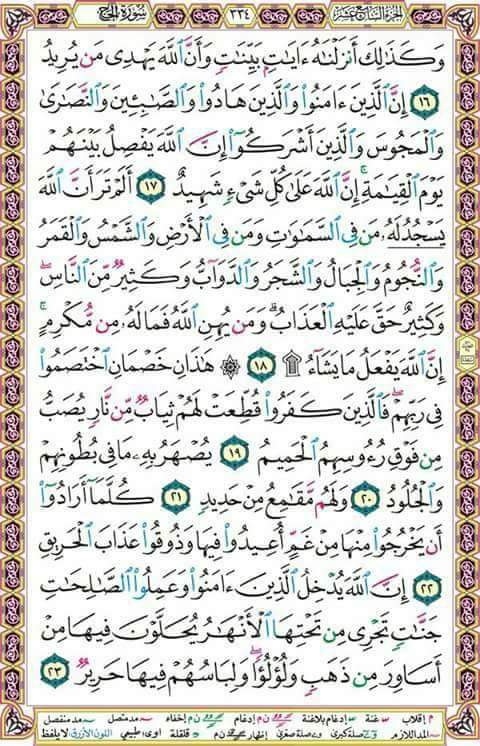 الجزء السابع عشر ٣٣٤ سورة الحج
وَكَذَٰلِكَ أَنزَلْنَٰهُ ءَايَٰتٍۭ بَيِّنَٰتٍ وَأَنَّ ٱللَّهَ يَهْدِى مَن يُرِيدُ
١٦ إِنَّ ٱلَّذِينَ ءَامَنُوا۟ وَٱلَّذِينَ هَادُوا۟ وَٱلصَّٰبِـِٔينَ وَٱلنَّصَٰرَىٰ
وَٱلْمَجُوسَ وَٱلَّذِينَ أَشْرَكُوٓا۟ إِنَّ ٱللَّهَ يَفْصِلُ بَيْنَهُمْ
يَوْمَ ٱلْقِيَٰمَةِ ۚ إِنَّ ٱللَّهَ عَلَىٰ كُلِّ شَىْءٍ شَهِيدٌ ١٧ أَلَمْ تَرَ أَنَّ ٱللَّهَ
يَسْجُدُ لَهُۥ مَن فِى ٱلسَّمَٰوَٰتِ وَمَن فِى ٱلْأَرْضِ وَٱلشَّمْسُ وَٱلْقَمَرُ
وَٱلنُّجُومُ وَٱلْجِبَالُ وَٱلشَّجَرُ وَٱلدَّوَآبُّ وَكَثِيرٌ مِّنَ ٱلنَّاسِ ۖ
وَكَثِيرٌ حَقَّ عَلَيْهِ ٱلْعَذَابُ ۗ وَمَن يُهِنِ ٱللَّهُ فَمَا لَهُۥ مِن مُّكْرِمٍ ۚ
إِنَّ ٱللَّهَ يَفْعَلُ مَا يَشَآءُ ۩ ١٨ ۞ هَٰذَانِ خَصْمَانِ ٱخْتَصَمُوا۟
فِى رَبِّهِمْ ۖ فَٱلَّذِينَ كَفَرُوا۟ قُطِّعَتْ لَهُمْ ثِيَابٌ مِّن نَّارٍ يُصَبُّ
مِن فَوْقِ رُءُوسِهِمُ ٱلْحَمِيمُ ١٩ يُصْهَرُ بِهِۦ مَا فِى بُطُونِهِمْ
وَٱلْجُلُودُ ٢٠ وَلَهُم مَّقَٰمِعُ مِنْ حَدِيدٍ ٢١ كُلَّمَآ أَرَادُوٓا۟
أَن يَخْرُجُوا۟ مِنْهَا مِنْ غَمٍّ أُعِيدُوا۟ فِيهَا وَذُوقُوا۟ عَذَابَ ٱلْحَرِيقِ
٢٢ إِنَّ ٱللَّهَ يُدْخِلُ ٱلَّذِينَ ءَامَنُوا۟ وَعَمِلُوا۟ ٱلصَّٰلِحَٰتِ
جَنَّٰتٍ تَجْرِى مِن تَحْتِهَا ٱلْأَنْهَٰرُ يُحَلَّوْنَ فِيهَا مِنْ
أَسَاوِرَ مِن ذَهَبٍ وَلُؤْلُؤًا ۖ وَلِبَاسُهُمْ فِيهَا حَرِيرٌ ٢٣
م إقلاب غنة إدغام بلاغنة ن م إدغام ن م إخفاء مد متصل مد منفصل
المد اللازم صلة كبرى صلة صغرى إظهار ن م قلقلة اوى: طبيعي اللون الأزرق لا يلفظ